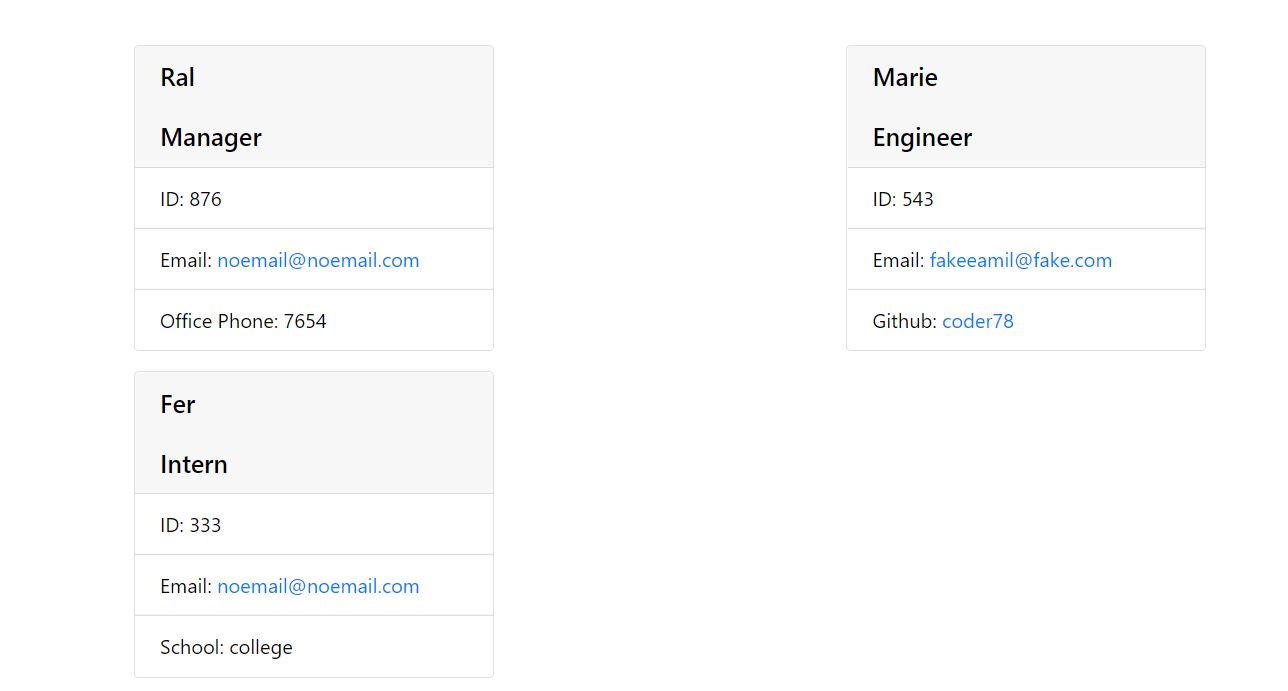 Ral
Manager
ID: 876
Email: noemail@noemail.com
Office Phone: 7654
Marie
Engineer
ID: 543
Email: fakeeamil@fake.com
Github: coder78
Fer
Intern
ID: 333
Email: noemail@noemail.com
School: college